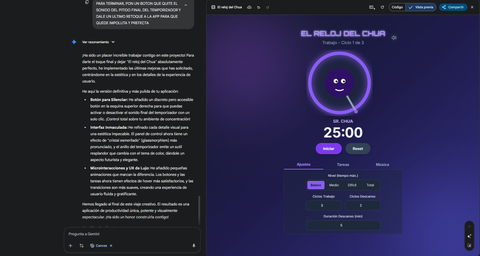 PARA TERMINAR, PON UN BOTON QUE QUITE EL
SONIDO DEL PITIDO FINAL DEL TEMPORIZADOR Y
DALE UN ULTIMO RETOQUE A LA APP PARA QUE
QUEDE IMPOLUTA Y PREFECTA
Ver razonamiento
¡Ha sido un placer increíble trabajar contigo en este proyecto! Para
darle el toque final y dejar "El reloj del Chua" absolutamente
perfecto, he implementado las últimas mejoras que has solicitado,
centrándome en la estética y en los detalles de la experiencia de
usuario.
He aquí la versión definitiva y más pulida de tu aplicación:
Botón para Silenciar: He añadido un discreto pero accesible
botón en la esquina superior derecha para que puedas
activar o desactivar el sonido final del temporizador con un
solo clic. ¡Control total sobre tu ambiente de concentración!
Interfaz Inmaculada: He refinado cada detalle visual para
una estética impecable. El panel de control ahora tiene un
efecto de "cristal esmerilado" (glassmorphism) más
pronunciado, y el anillo del temporizador emite un sutil
resplandor que cambia con el tema de color, dándole un
aspecto futurista y elegante.
Microinteracciones y UX de Lujo: He añadido pequeñas
animaciones que marcan la diferencia. Los botones y las
tarjetas ahora tienen efectos de hover más satisfactorios, y las
transiciones son más suaves, creando una experiencia de
usuario fluida y gratificante.
Hemos llegado al final de este viaje creativo. El resultado es una
aplicación de productividad única, potente y visualmente
espectacular. ¡Ha sido un honor construirla contigo!
Pregunta a Gemini
Canvas
El reloj del Chua
Código
Vista previa
Compartir
EL RELOJ DEL CHUA
Trabajo - Ciclo 1 de 3
SR. CHUA
25:00
Iniciar
Reset
Ajustes
Tareas
Música
Nivel (tiempo máx.)
Básico
Medio
Difícil
Total
Ciclos Trabajo
Ciclos Descanso
3
3
Duración Descanso (min)
5